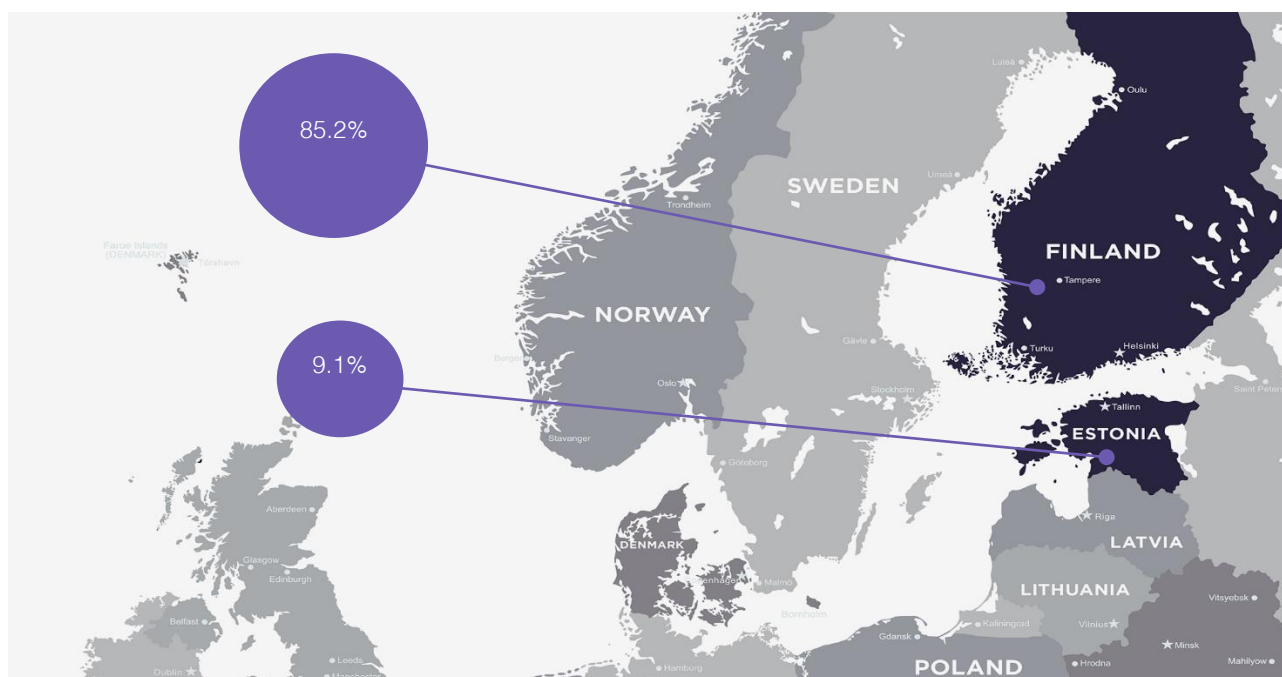 85.2%
9.1%
Luleå
Oulu
Umeå
SWEDEN
Trondheim
Faroe Islands
(DENMARK)
Tórshavn
FINLAND
Tampere
NORWAY
Gävle
Turku
Helsinki
Bergen
Oslo
Stockholm
Saint Peter
Tallinn
ESTONIA
Stavanger
Göteborg
Aberdeen
Riga
LATVIA
DENMARK
Glasgow
Edinburgh
Malmö
LITHUANIA
Bornholm
Vitsyebsk
Belfast
Kaliningrad
Vilnius
Gdansk
Minsk
Leeds
Dublin
Hamburg
POLAND
Hrodna
Mahilyow
Manchester